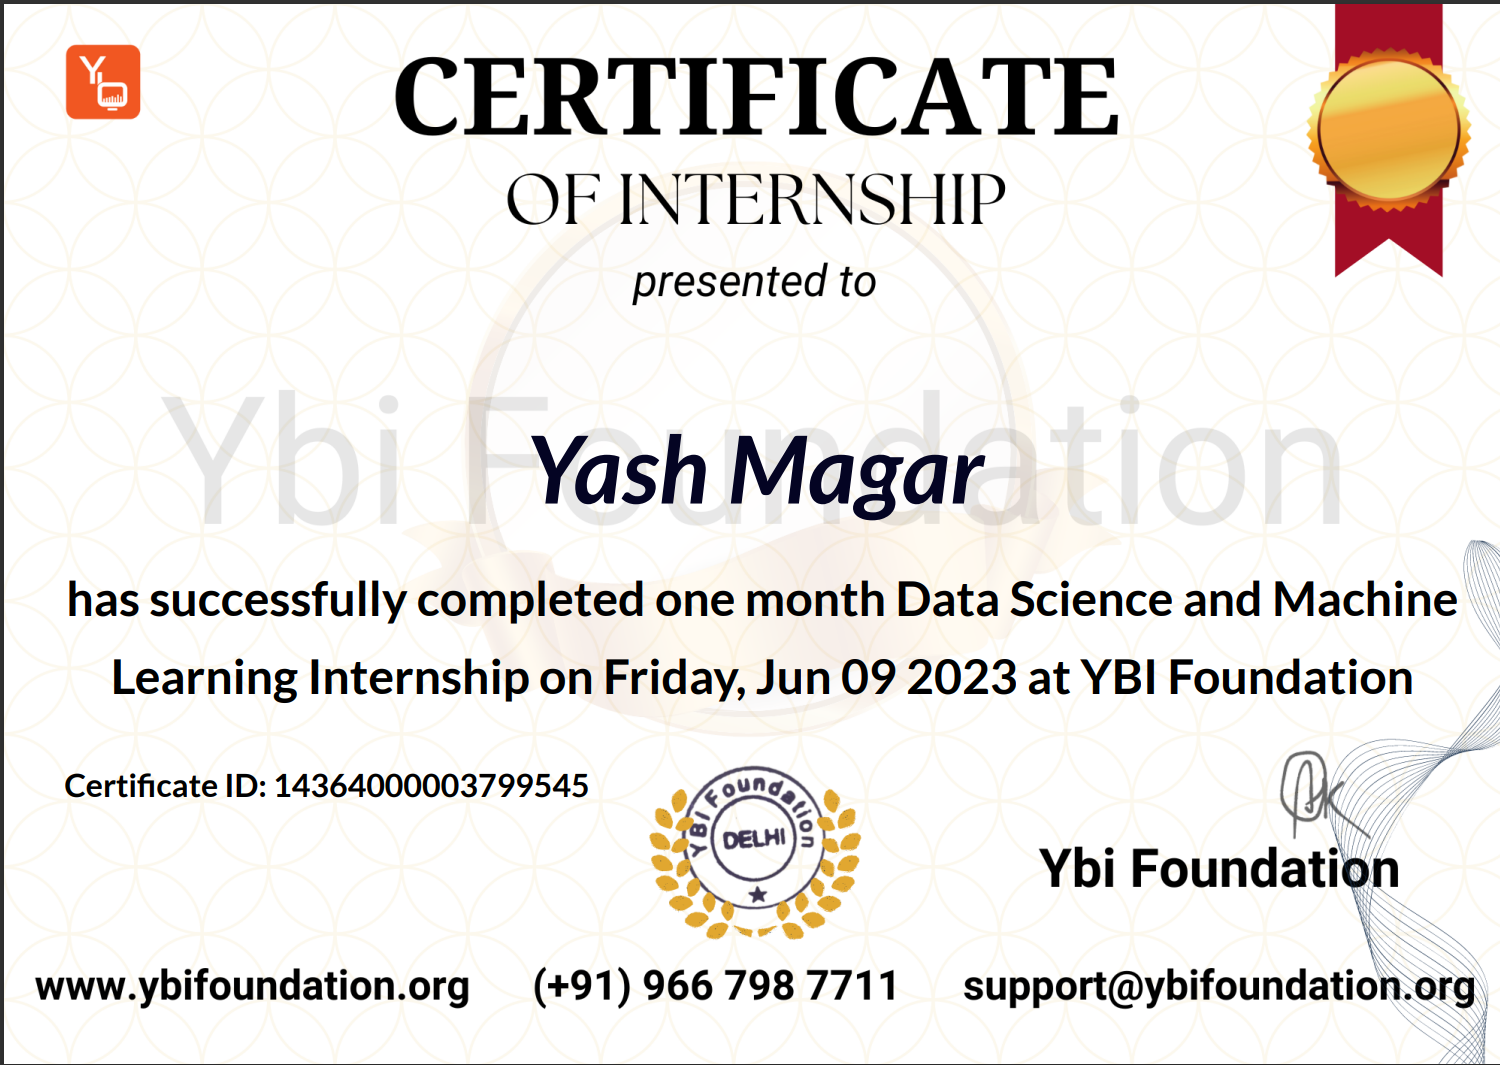 CERTIFICATE
OF INTERNSHIP
presented to
Ybi Foundation
Yash Magar
has successfully completed one month Data Science and Machine
Learning Internship on Friday, Jun 09 2023 at YBI Foundation
Certificate ID: 14364000003799545
YBI Foundation
DELHI
Ybi Foundation
www.ybifoundation.org (+91) 966 798 7711 support@ybifoundation.org